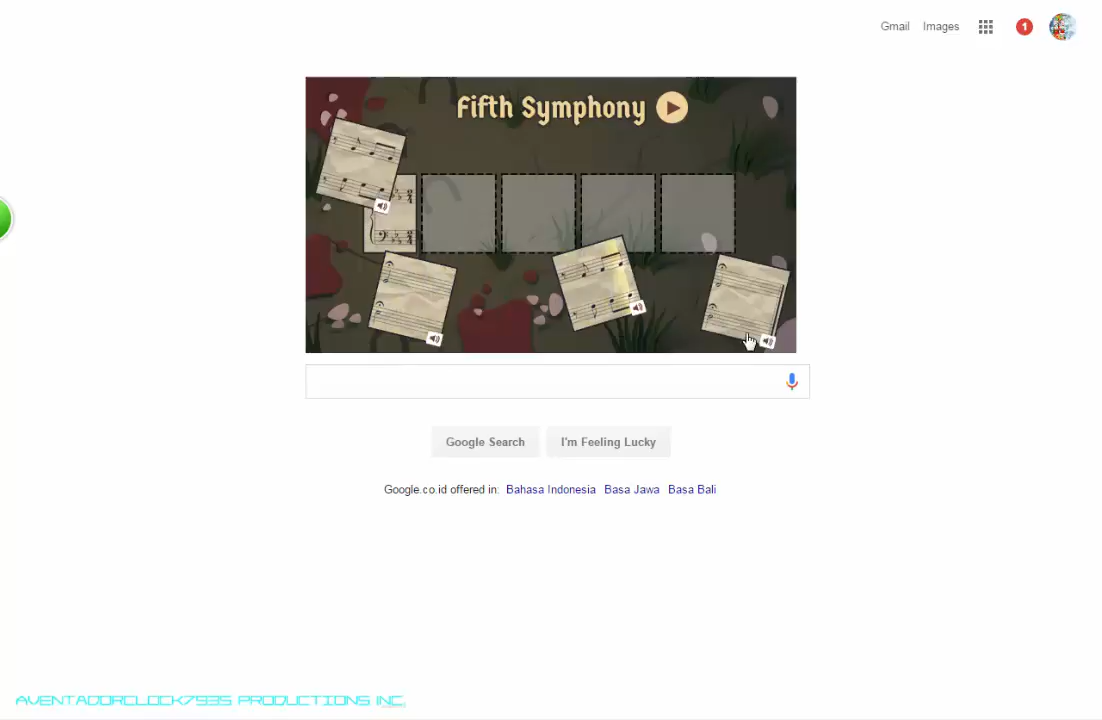 Gmail Images 1
Fifth Symphony
Google Search I'm Feeling Lucky
Google.co.id offered in: Bahasa Indonesia Basa Jawa Basa Bali
AVENTADORCLOCK7535 PRODUCTIONS INC.